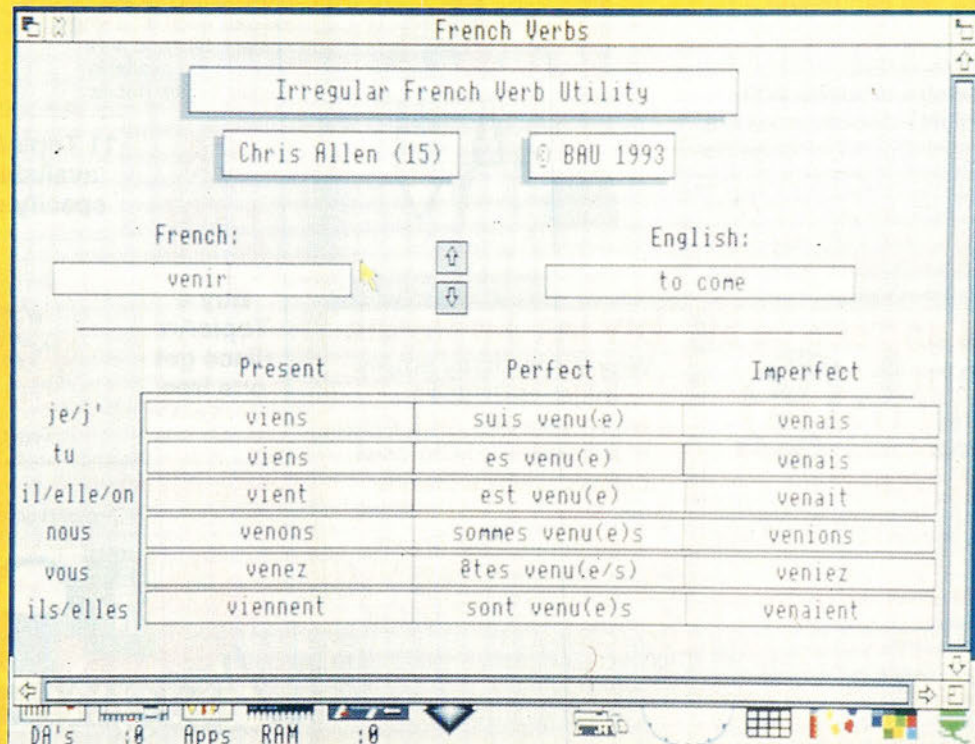 French Verbs
Irregular French Verb Utility
Chris Allen (15) © BAU 1993
French: English:
venir to come
Present Perfect Imperfect
je/j' viens suis venu(e) venais
tu viens es venu(e) venais
il/elle/on vient est venu(e) venait
nous venons sommes venu(e)s venions
vous venez êtes venu(e/s) veniez
ils/elles viennent sont venu(e)s venaient
DA's :0 Apps RAM :0